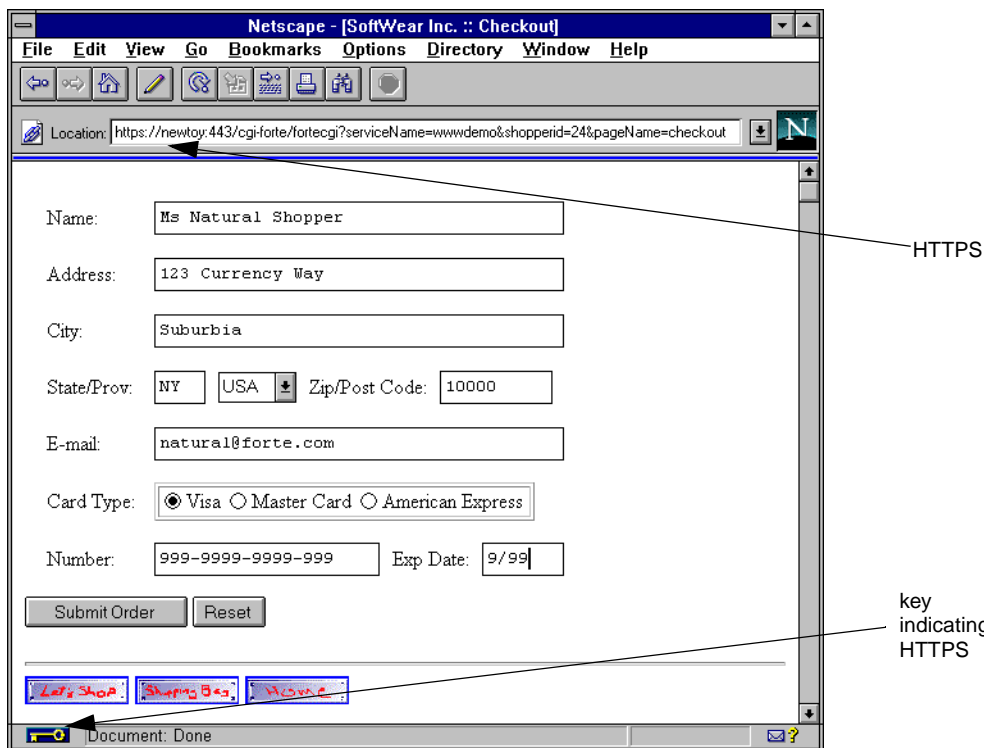 Netscape - [SoftWear Inc. :: Checkout]
File Edit View Go Bookmarks Options Directory Window Help
Location: https://newtoy:443/cgi-forte/fortecgi?serviceName=wwwdemo&shopperid=24&pageName=checkout
N
Name: Ms Natural Shopper
HTTPS
Address: 123 Currency Way
City: Suburbia
State/Prov: NY USA Zip/Post Code: 10000
E-mail: natural@forte.com
Card Type: Visa Master Card American Express
Number: 999-9999-9999-999 Exp Date: 9/99
Submit Order Reset
key
indicating
HTTPS
Let's Shop Shopping Bag Home
Document: Done